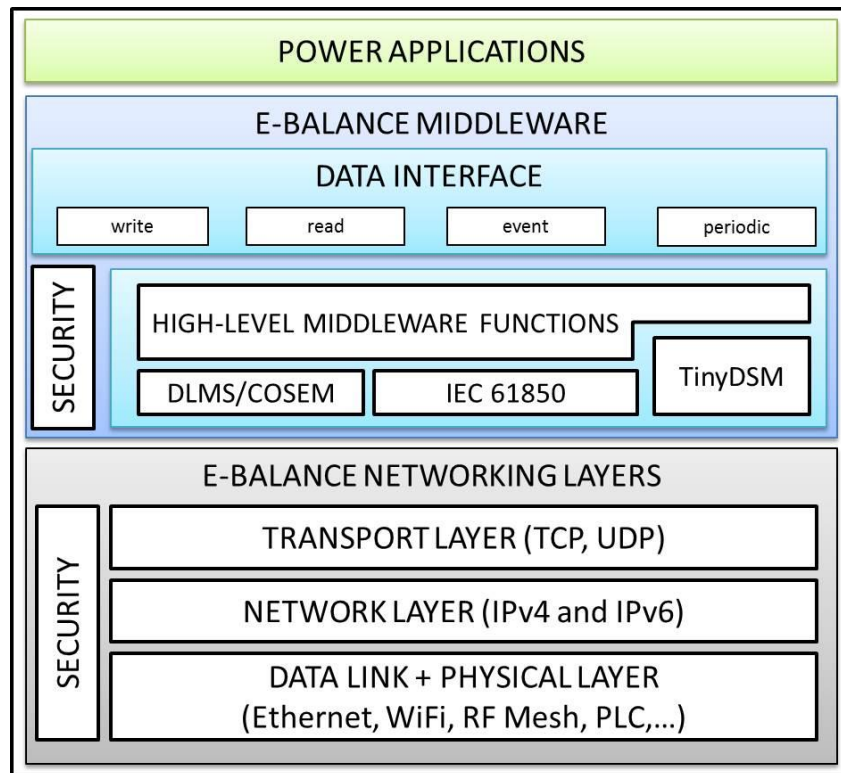 POWER APPLICATIONS
E-BALANCE MIDDLEWARE
DATA INTERFACE
write
read
event
periodic
SECURITY
HIGH-LEVEL MIDDLEWARE FUNCTIONS
TinyDSM
DLMS/COSEM
IEC 61850
E-BALANCE NETWORKING LAYERS
SECURITY
TRANSPORT LAYER (TCP, UDP)
NETWORK LAYER (IPv4 and IPv6)
DATA LINK + PHYSICAL LAYER
(Ethernet, WiFi, RF Mesh, PLC,...)